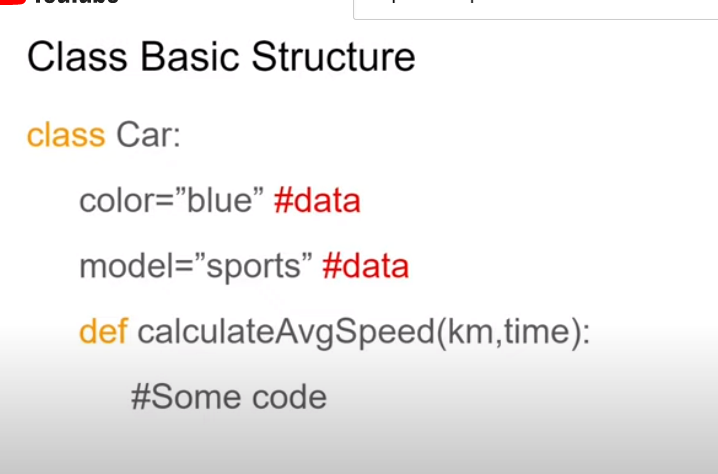 Class Basic Structure
class Car:
color=”blue” #data
model=”sports” #data
def calculateAvgSpeed(km,time):
#Some code